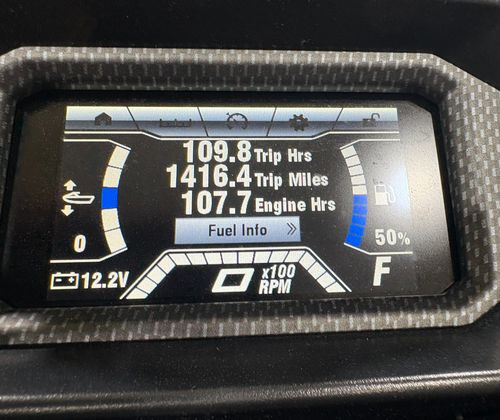 109.8 Trip Hrs
1416.4 Trip Miles
107.7 Engine Hrs
Fuel Info
0
50%
12.2V
0 x100 RPM
F